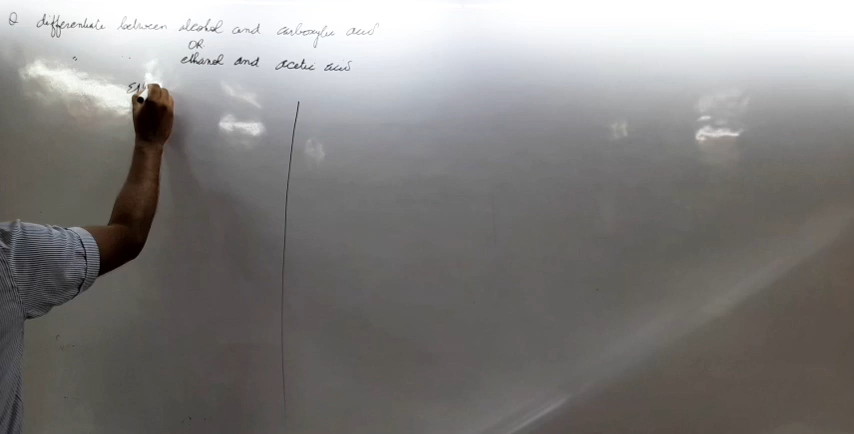 Q differentiate between alcohol and carboxylic acid
OR
" " ethanol and acetic acid